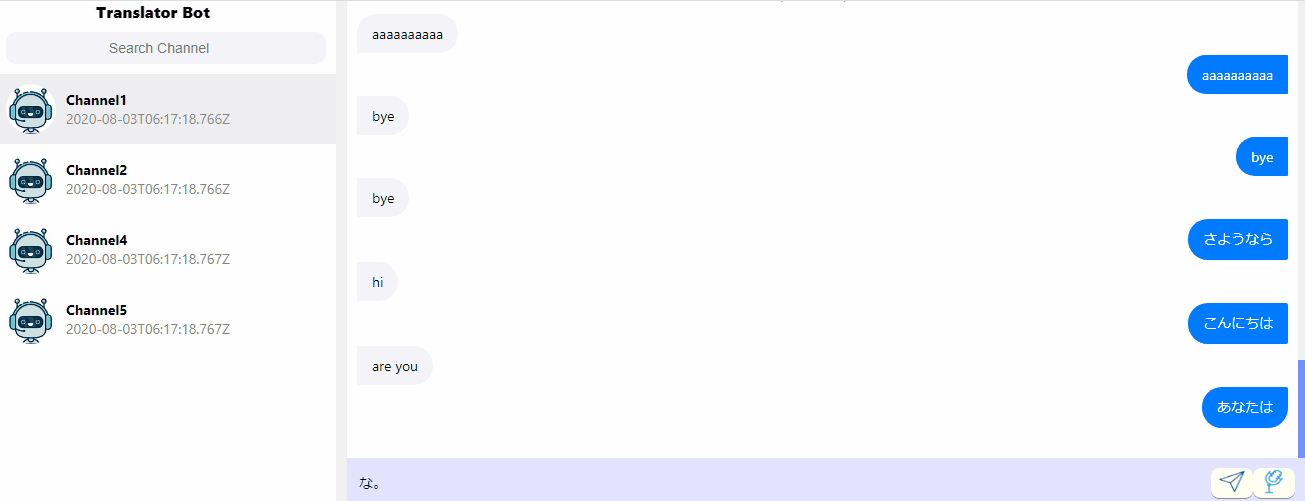 Translator Bot
Search Channel
Channel1
2020-08-03T06:17:18.766Z
Channel2
2020-08-03T06:17:18.766Z
Channel4
2020-08-03T06:17:18.767Z
Channel5
2020-08-03T06:17:18.767Z
aaaaaaaaaa
aaaaaaaaaa
bye
bye
bye
さようなら
hi
こんにちは
are you
あなたは
な。